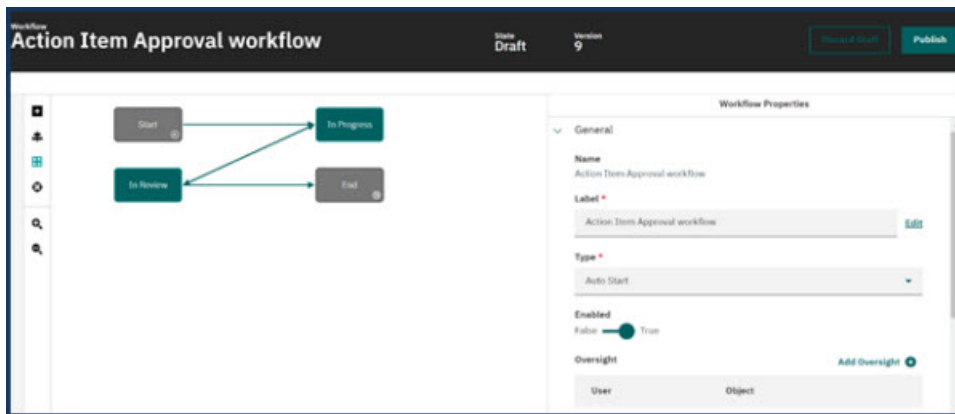 Workflow
Action Item Approval workflow
State
Draft
Version
9
Discard Draft
Publish
Start
In Progress
In Review
End
Workflow Properties
General
Name
Action Item Approval workflow
Label *
Action Item Approval workflow
Edit
Type *
Auto Start
Enabled
False
True
Oversight
Add Oversight
User
Object